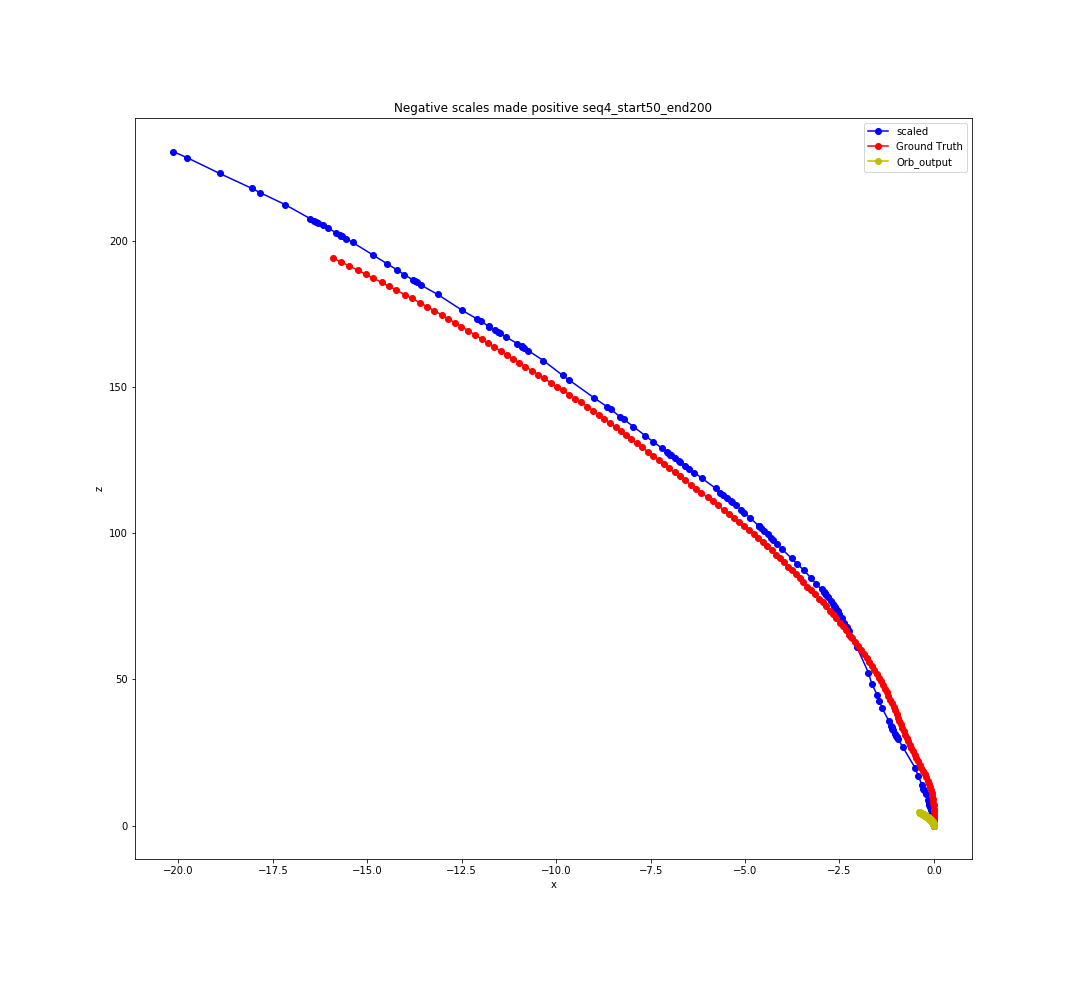 Negative scales made positive seq4_start50_end200
scaled
Ground Truth
Orb_output
z
200
150
100
50
0
−20.0 −17.5 −15.0 −12.5 −10.0 −7.5 −5.0 −2.5 0.0
x